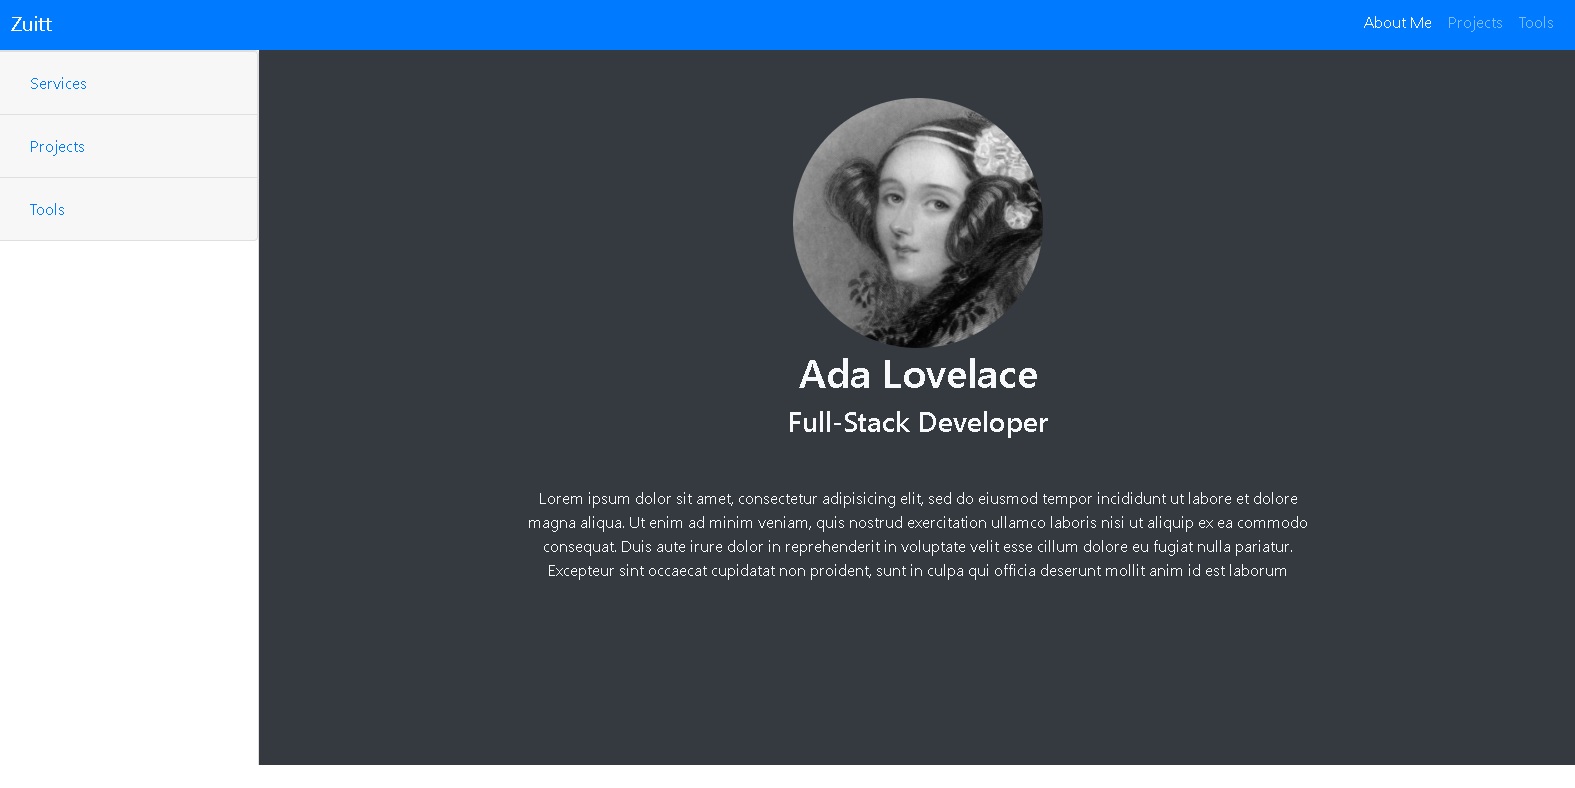 Zuitt
About Me Projects Tools
Services
Projects
Tools
Ada Lovelace
Full-Stack Developer
Lorem ipsum dolor sit amet, consectetur adipisicing elit, sed do eiusmod tempor incididunt ut labore et dolore
magna aliqua. Ut enim ad minim veniam, quis nostrud exercitation ullamco laboris nisi ut aliquip ex ea commodo
consequat. Duis aute irure dolor in reprehenderit in voluptate velit esse cillum dolore eu fugiat nulla pariatur.
Excepteur sint occaecat cupidatat non proident, sunt in culpa qui officia deserunt mollit anim id est laborum